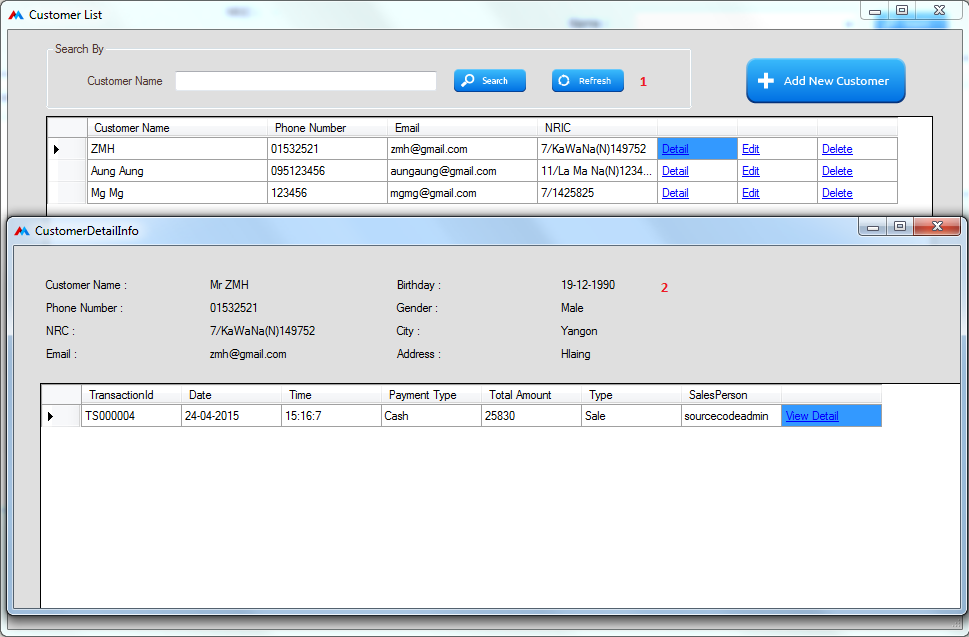 Customer List
Search By
Customer Name Search Refresh 1 Add New Customer
Customer Name Phone Number Email NRIC
ZMH 01532521 zmh@gmail.com 7/KaWaNa(N)149752 Detail Edit Delete
Aung Aung 095123456 aungaung@gmail.com 11/La Ma Na(N)1234... Detail Edit Delete
Mg Mg 123456 mgmg@gmail.com 7/1425825 Detail Edit Delete
CustomerDetailInfo
Customer Name : Mr ZMH Birthday : 19-12-1990 2
Phone Number : 01532521 Gender : Male
NRC : 7/KaWaNa(N)149752 City : Yangon
Email : zmh@gmail.com Address : Hlaing
TransactionId Date Time Payment Type Total Amount Type SalesPerson
TS000004 24-04-2015 15:16:7 Cash 25830 Sale sourcecodeadmin View Detail